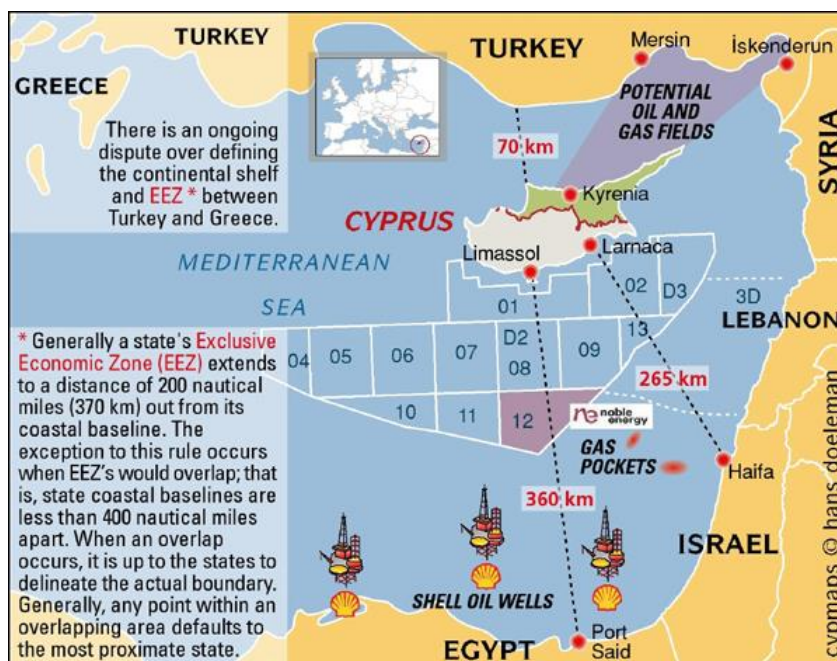 TURKEY
TURKEY
Mersin
İskenderun
GREECE
POTENTIAL
OIL AND
GAS FIELDS
SYRIA
There is an ongoing
dispute over defining
the continental shelf
and EEZ * between
Turkey and Greece.
70 km
Kyrenia
CYPRUS
Limassol
Larnaca
MEDITERRANEAN
SEA
01
02
D3
3D
LEBANON
13
04
05
06
07
D2
08
09
265 km
10
11
12
ne noble
energy
GAS
POCKETS
Haifa
360 km
ISRAEL
* Generally a state's Exclusive
Economic Zone (EEZ) extends
to a distance of 200 nautical
miles (370 km) out from its
coastal baseline. The
exception to this rule occurs
when EEZ's would overlap; that
is, state coastal baselines are
less than 400 nautical miles
apart. When an overlap
occurs, it is up to the states to
delineate the actual boundary.
Generally, any point within an
overlapping area defaults to
the most proximate state.
SHELL OIL WELLS
EGYPT
Port
Said
cypmaps © hans doeleman